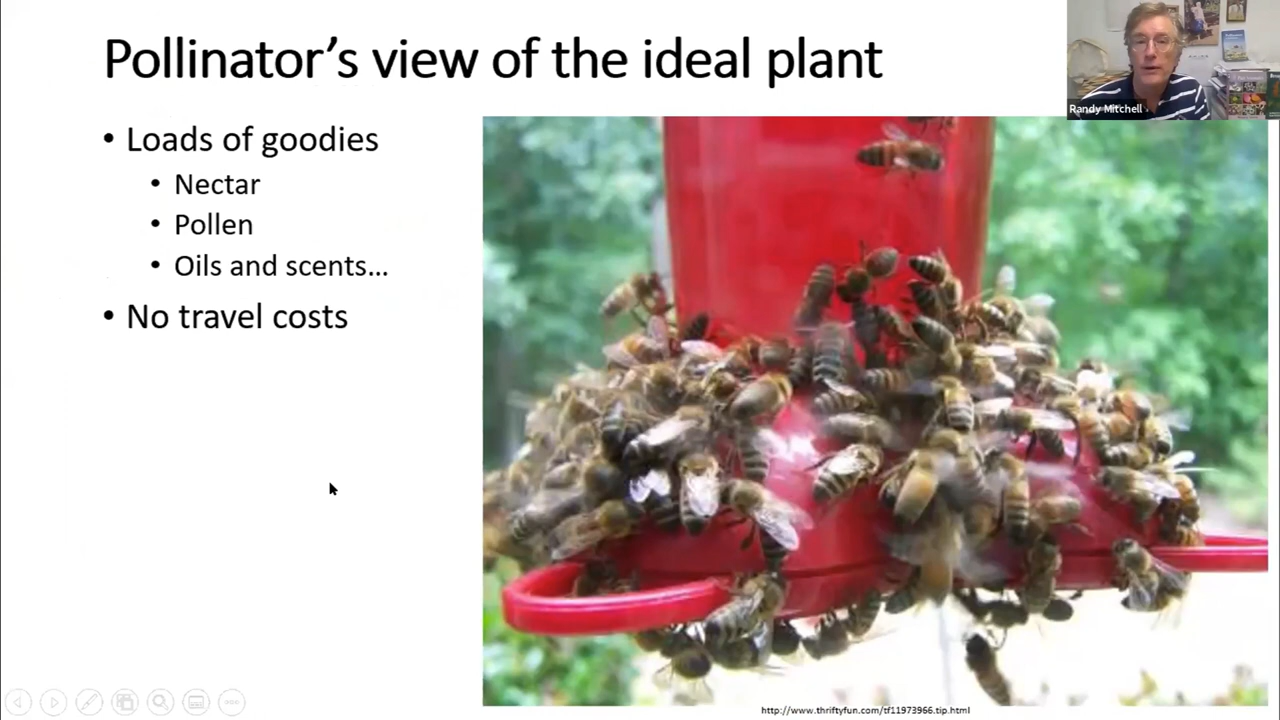 Pollinator's view of the ideal plant
Randy Mitchell
• Loads of goodies
• Nectar
• Pollen
• Oils and scents...
• No travel costs
http://www.thriftyfun.com/tf11973966.tip.html